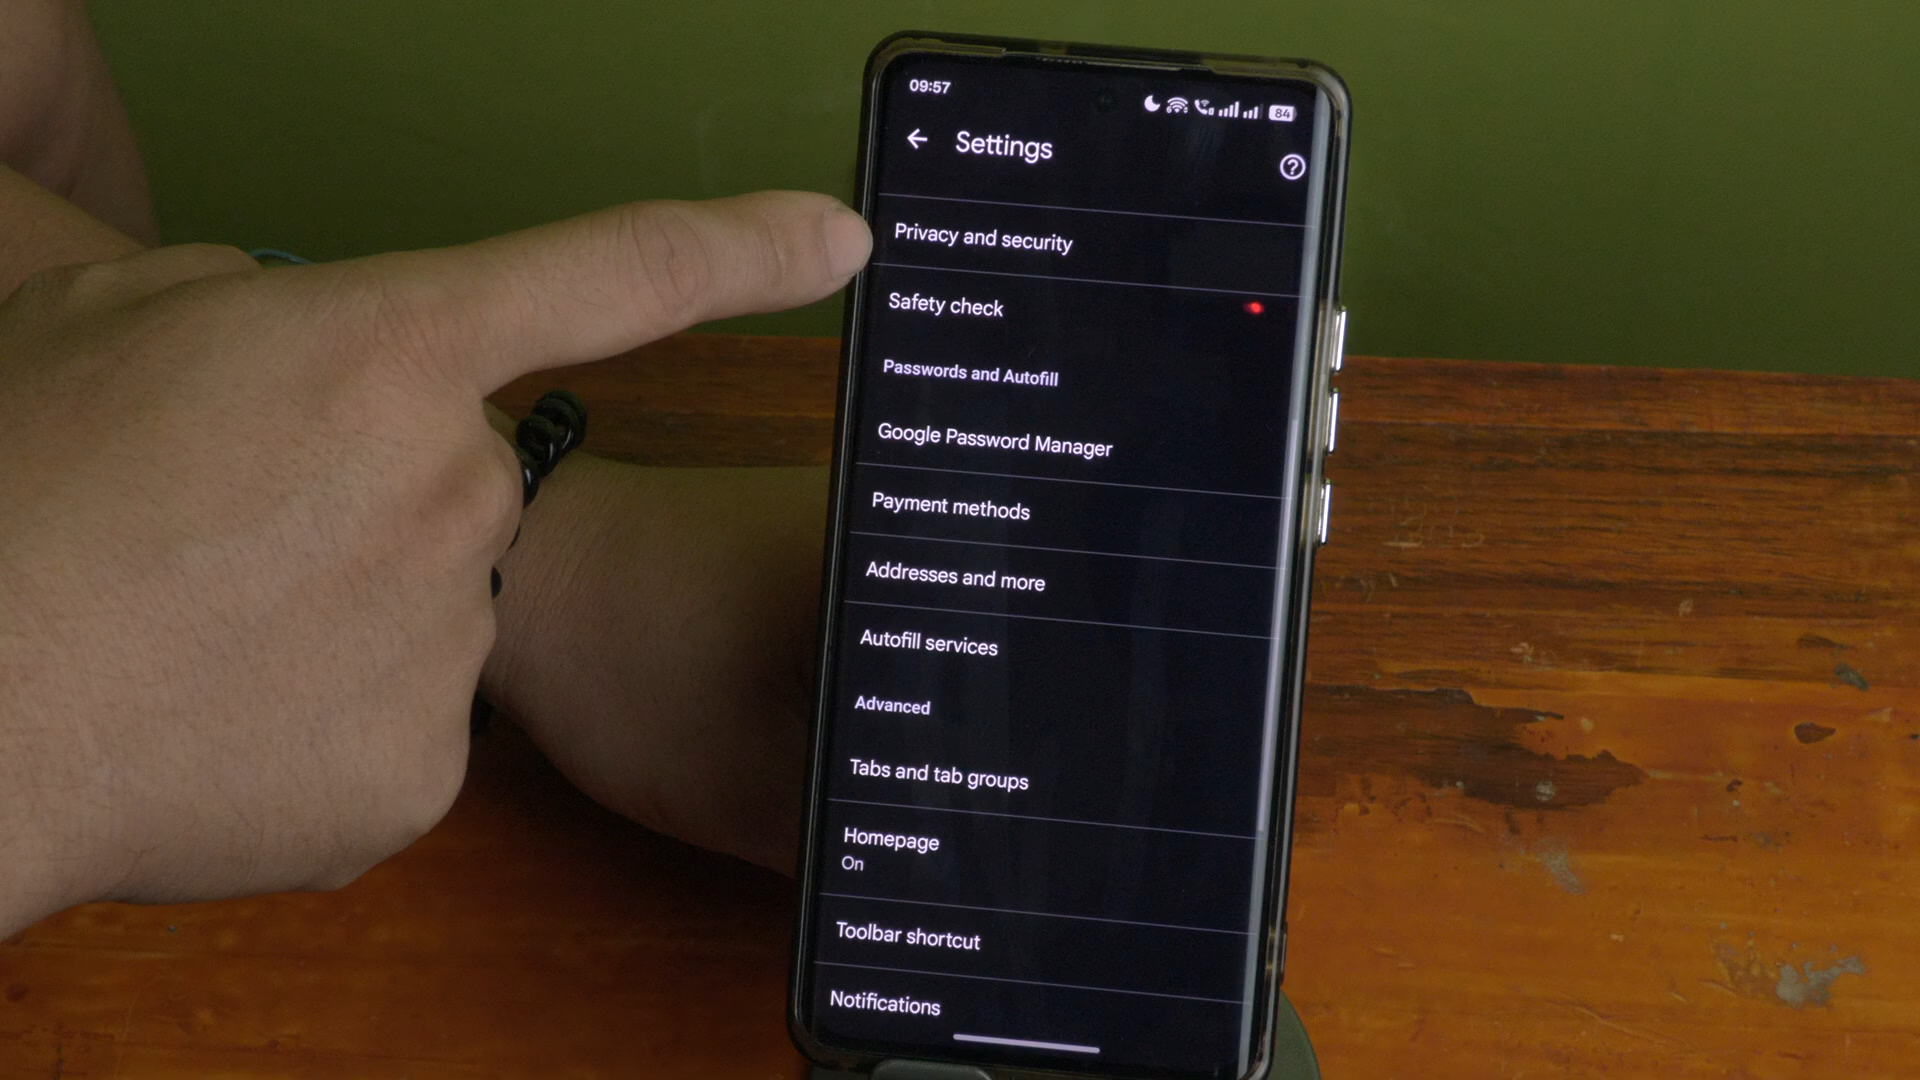 09:57
84
Settings
Privacy and security
Safety check
Passwords and Autofill
Google Password Manager
Payment methods
Addresses and more
Autofill services
Advanced
Tabs and tab groups
Homepage
On
Toolbar shortcut
Notifications